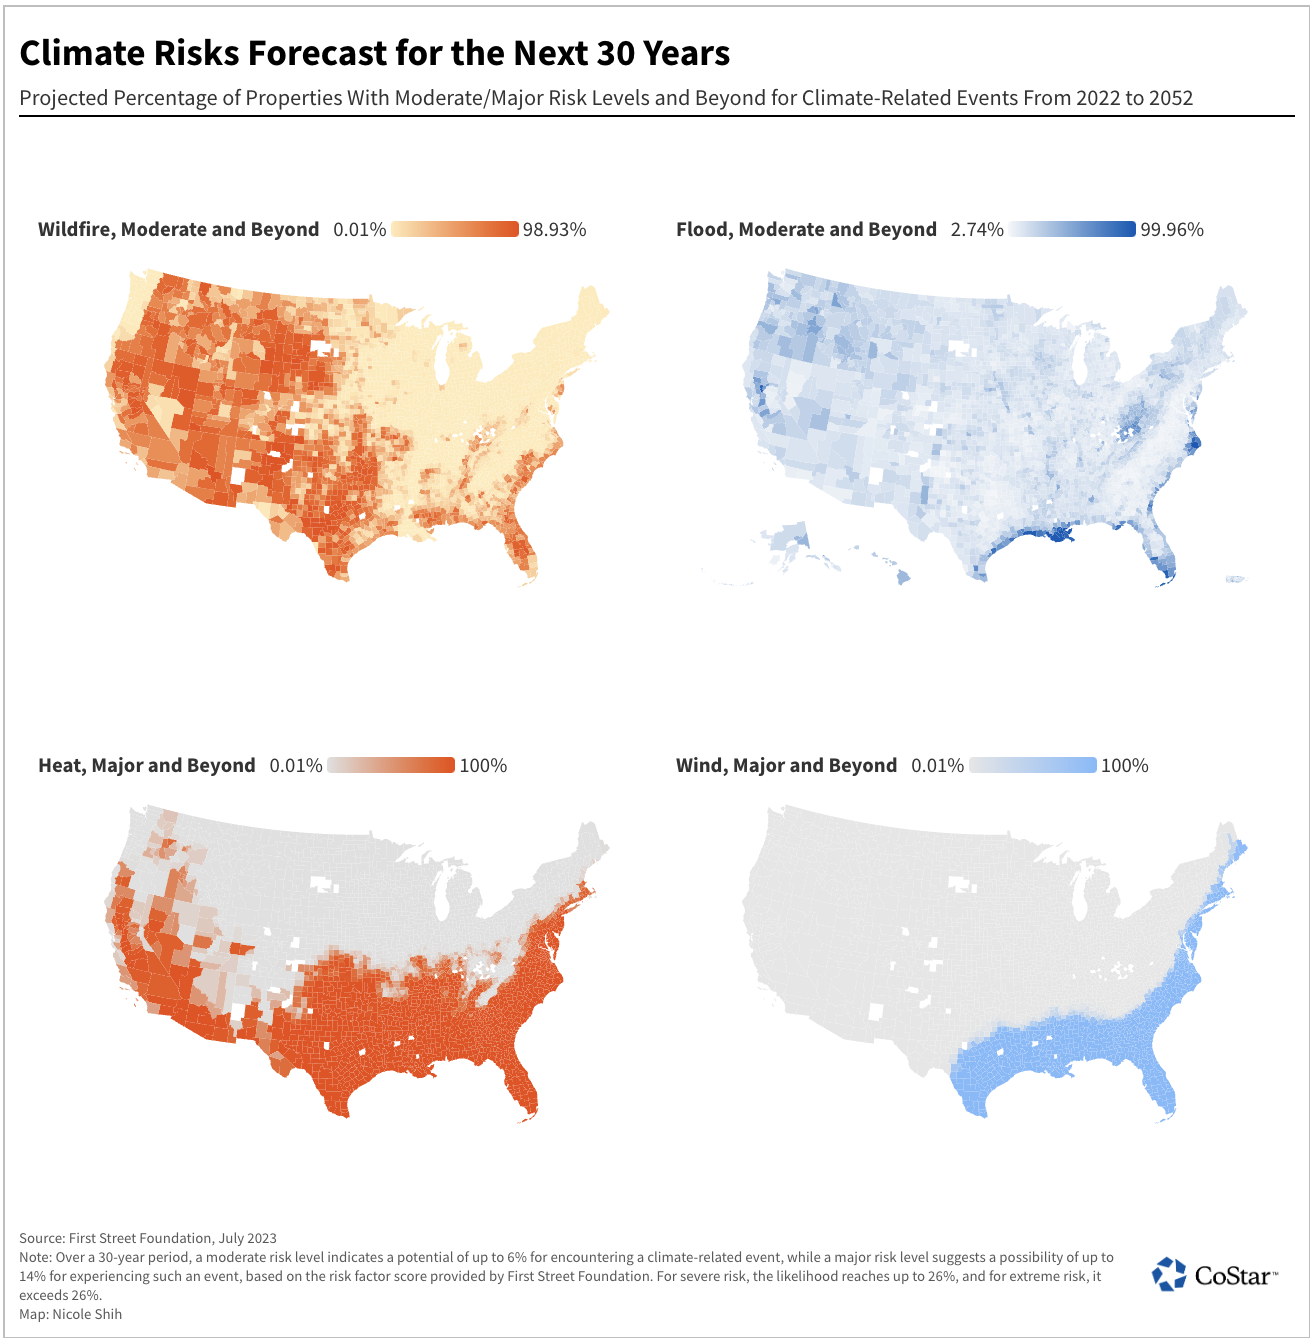 Climate Risks Forecast for the Next 30 Years
Projected Percentage of Properties With Moderate/Major Risk Levels and Beyond for Climate-Related Events From 2022 to 2052
Wildfire, Moderate and Beyond 0.01% 98.93%
Flood, Moderate and Beyond 2.74% 99.96%
Heat, Major and Beyond 0.01% 100%
Wind, Major and Beyond 0.01% 100%
Source: First Street Foundation, July 2023
Note: Over a 30-year period, a moderate risk level indicates a potential of up to 6% for encountering a climate-related event, while a major risk level suggests a possibility of up to
14% for experiencing such an event, based on the risk factor score provided by First Street Foundation. For severe risk, the likelihood reaches up to 26%, and for extreme risk, it
exceeds 26%.
Map: Nicole Shih
CoStar™